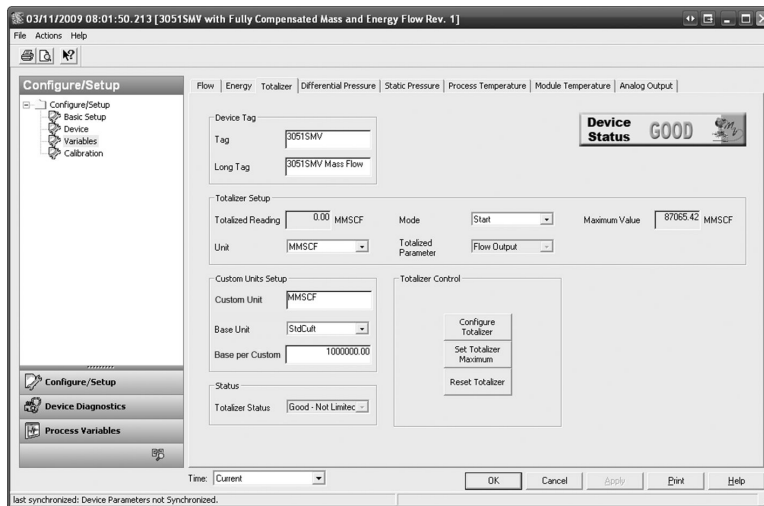 03/11/2009 08:01:50.213 [3051SMV with Fully Compensated Mass and Energy Flow Rev. 1]
File Actions Help
Configure/Setup
Configure/Setup
Basic Setup
Device
Variables
Calibration
Configure/Setup
Device Diagnostics
Process Variables
Flow Energy Totalizer Differential Pressure Static Pressure Process Temperature Module Temperature Analog Output
Device Tag
Tag 3051SMV
Long Tag 3051SMV Mass Flow
Device Status GOOD
Totalizer Setup
Totalized Reading 0.00 MMSCF Mode Start Maximum Value 87065.42 MMSCF
Unit MMSCF Totalized Parameter Flow Output
Custom Units Setup
Custom Unit MMSCF
Base Unit StdCuft
Base per Custom 1000000.00
Totalizer Control
Configure Totalizer
Set Totalizer Maximum
Reset Totalizer
Status
Totalizer Status Good - Not Limitec
Time: Current
OK Cancel Apply Print Help
last synchronized: Device Parameters not Synchronized.